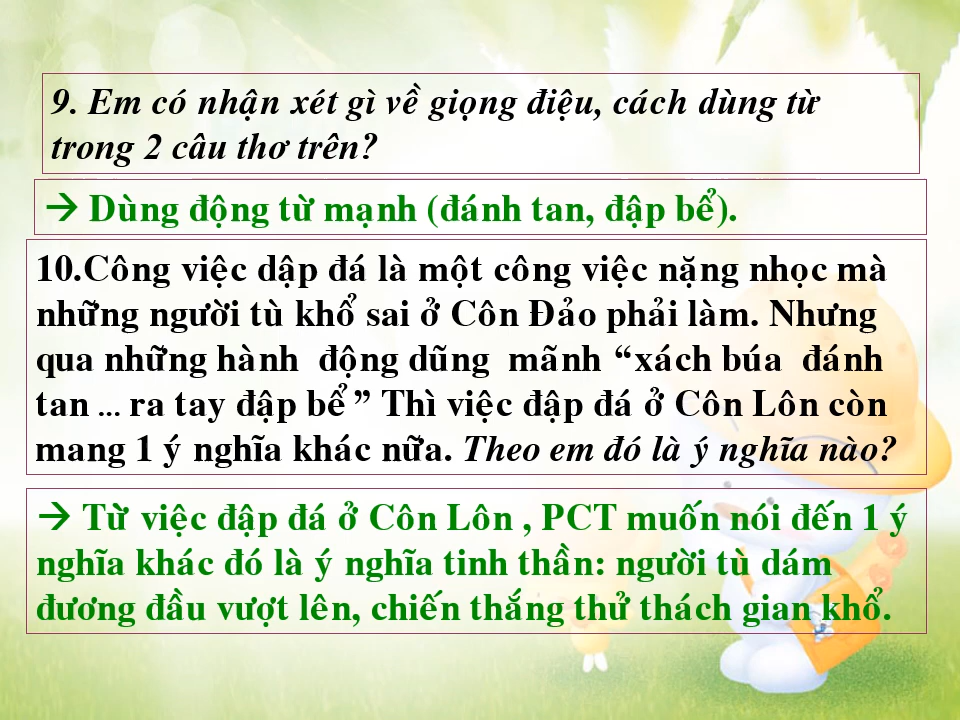 9. Em có nhận xét gì về giọng điệu, cách dùng từ
trong 2 câu thơ trên?
→ Dùng động từ mạnh (đánh tan, đập bể).
10.Công việc dập đá là một công việc nặng nhọc mà
những người tù khổ sai ở Côn Đảo phải làm. Nhưng
qua những hành động dũng mãnh “xách búa đánh
tan ... ra tay đập bể” Thì việc đập đá ở Côn Lôn còn
mang 1 ý nghĩa khác nữa. Theo em đó là ý nghĩa nào?
→ Từ việc đập đá ở Côn Lôn , PCT muốn nói đến 1 ý
nghĩa khác đó là ý nghĩa tinh thần: người tù dám
đương đầu vượt lên, chiến thắng thử thách gian khổ.